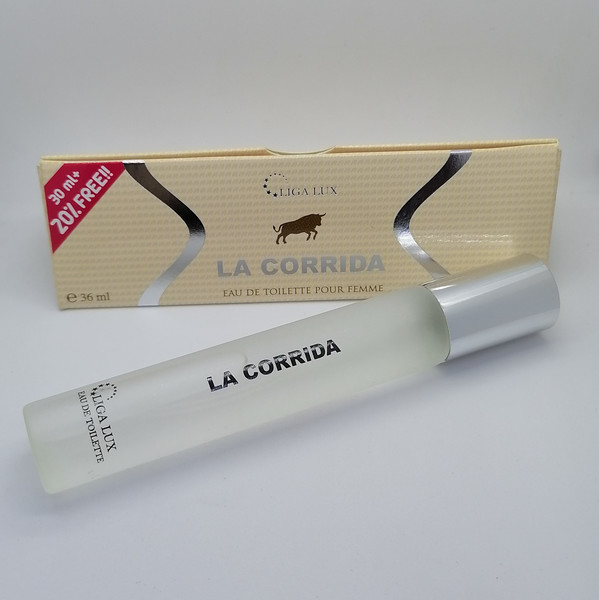 30 ml+
20% FREE!!
LIGA LUX
LA CORRIDA
EAU DE TOILETTE POUR FEMME
℮ 36 ml
LA CORRIDA
LIGA LUX
EAU DE TOILETTE